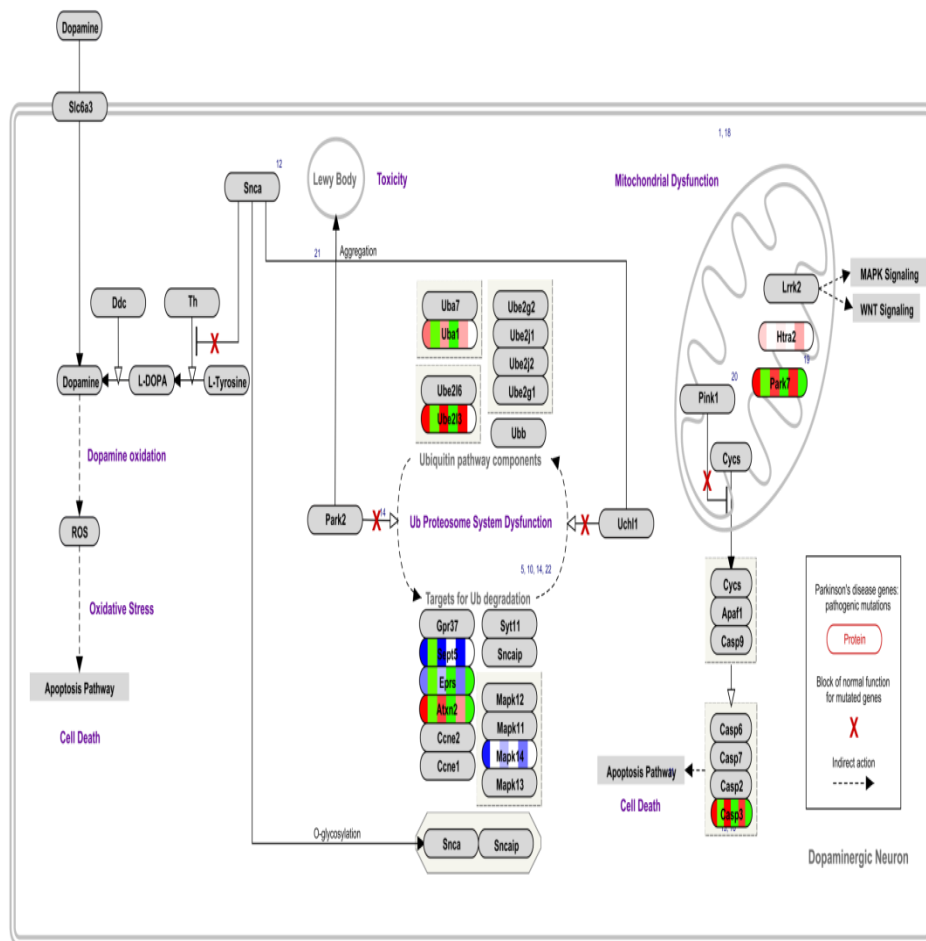 Dopamine
Slc6a3
1, 18
12
Snca
Lewy Body
Toxicity
Mitochondrial Dysfunction
21
Aggregation
MAPK Signaling
Lrrk2
WNT Signaling
Ddc
Th
Uba7
Uba1
Ube2g2
Ube2j1
Ube2j2
Ube2g1
Htra2
19
Park7
X
Dopamine
L-DOPA
L-Tyrosine
Ube2l6
Ube2l3
Ubb
20
Pink1
Cycs
X
Dopamine oxidation
Ubiquitin pathway components
ROS
Park2
X
14
Ub Proteosome System Dysfunction
X
Uchl1
5, 10, 14, 22
Oxidative Stress
Targets for Ub degradation
Gpr37
Sept5
Eprs
Atxn2
Ccne2
Ccne1
Syt11
Sncaip
Mapk12
Mapk11
Mapk14
Mapk13
Cycs
Apaf1
Casp9
Parkinson's disease genes:
pathogenic mutations
Protein
Block of normal function
for mutated genes
X
Indirect action
Apoptosis Pathway
Cell Death
Casp6
Casp7
Casp2
Casp3
Apoptosis Pathway
Cell Death
O-glycosylation
Snca
Sncaip
Dopaminergic Neuron